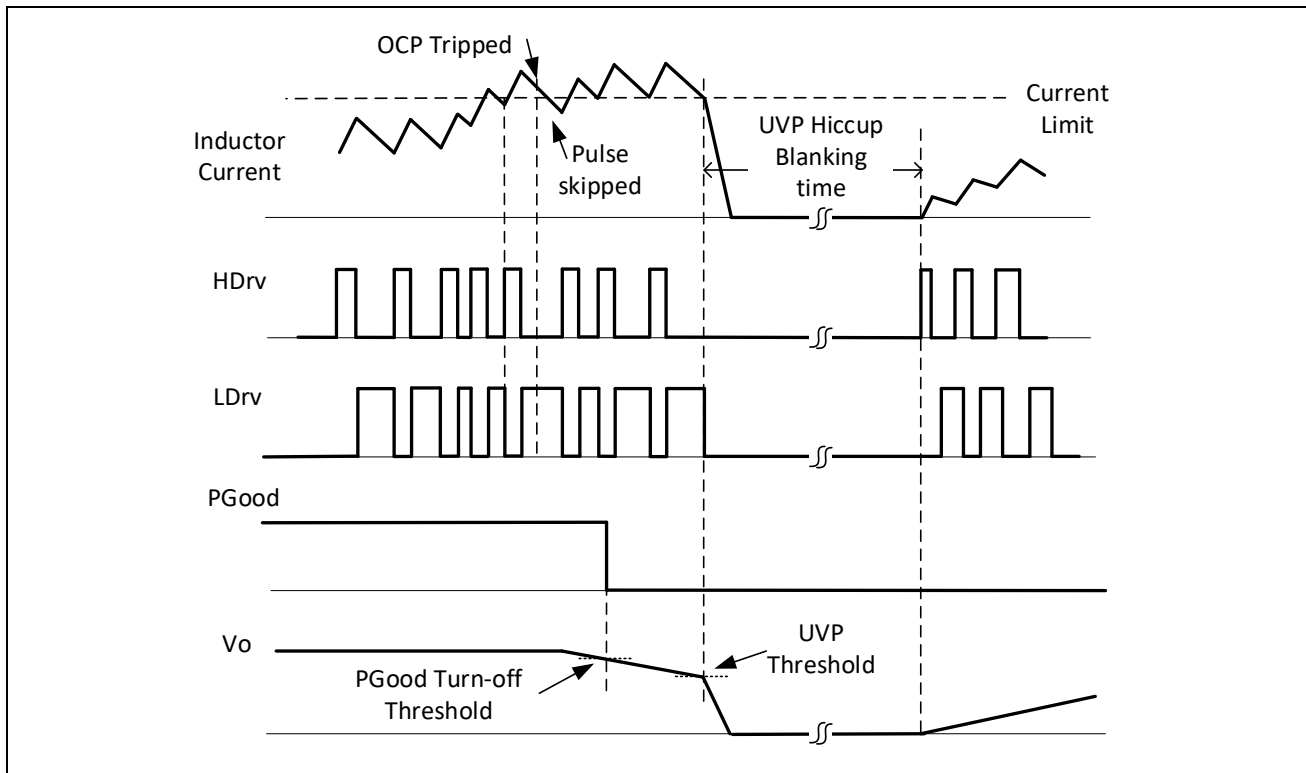 OCP Tripped
Current
Limit
UVP Hiccup
Blanking
time
Inductor
Current
Pulse
skipped
HDrv
LDrv
PGood
Vo
UVP
Threshold
PGood Turn-off
Threshold